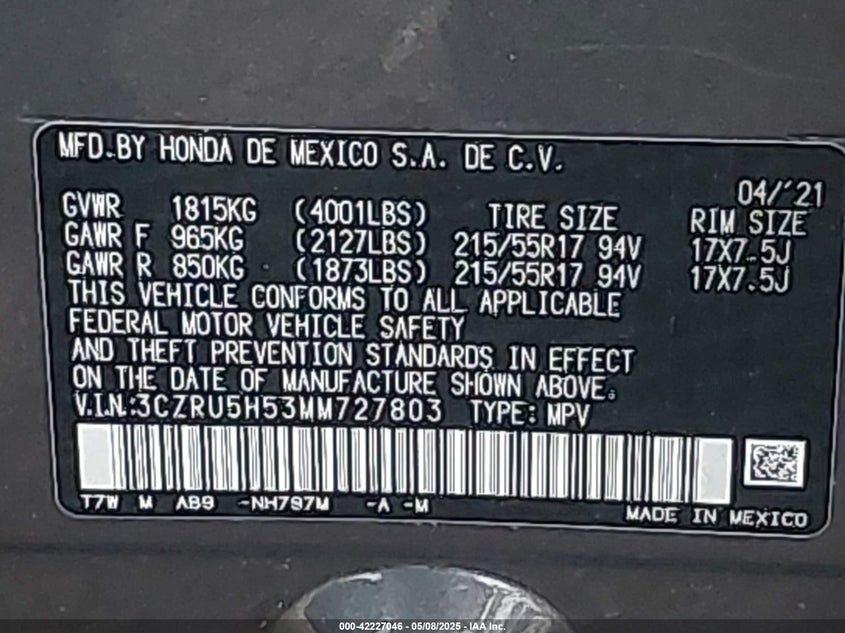 MFD.BY HONDA DE MEXICO S.A. DE C.V.
04/'21
GVWR 1815KG (4001LBS) TIRE SIZE RIM SIZE
GAWR F 965KG (2127LBS) 215/55R17 94V 17X7.5J
GAWR R 850KG (1873LBS) 215/55R17 94V 17X7.5J
THIS VEHICLE CONFORMS TO ALL APPLICABLE
FEDERAL MOTOR VEHICLE SAFETY
AND THEFT PREVENTION STANDARDS IN EFFECT
ON THE DATE OF MANUFACTURE SHOWN ABOVE.
V.I.N.:3CZRU5H53MM727803 TYPE: MPV
T7W M AB9 -NH797M -A -M
MADE IN MEXICO
000-42227046 - 05/08/2025 - IAA Inc.